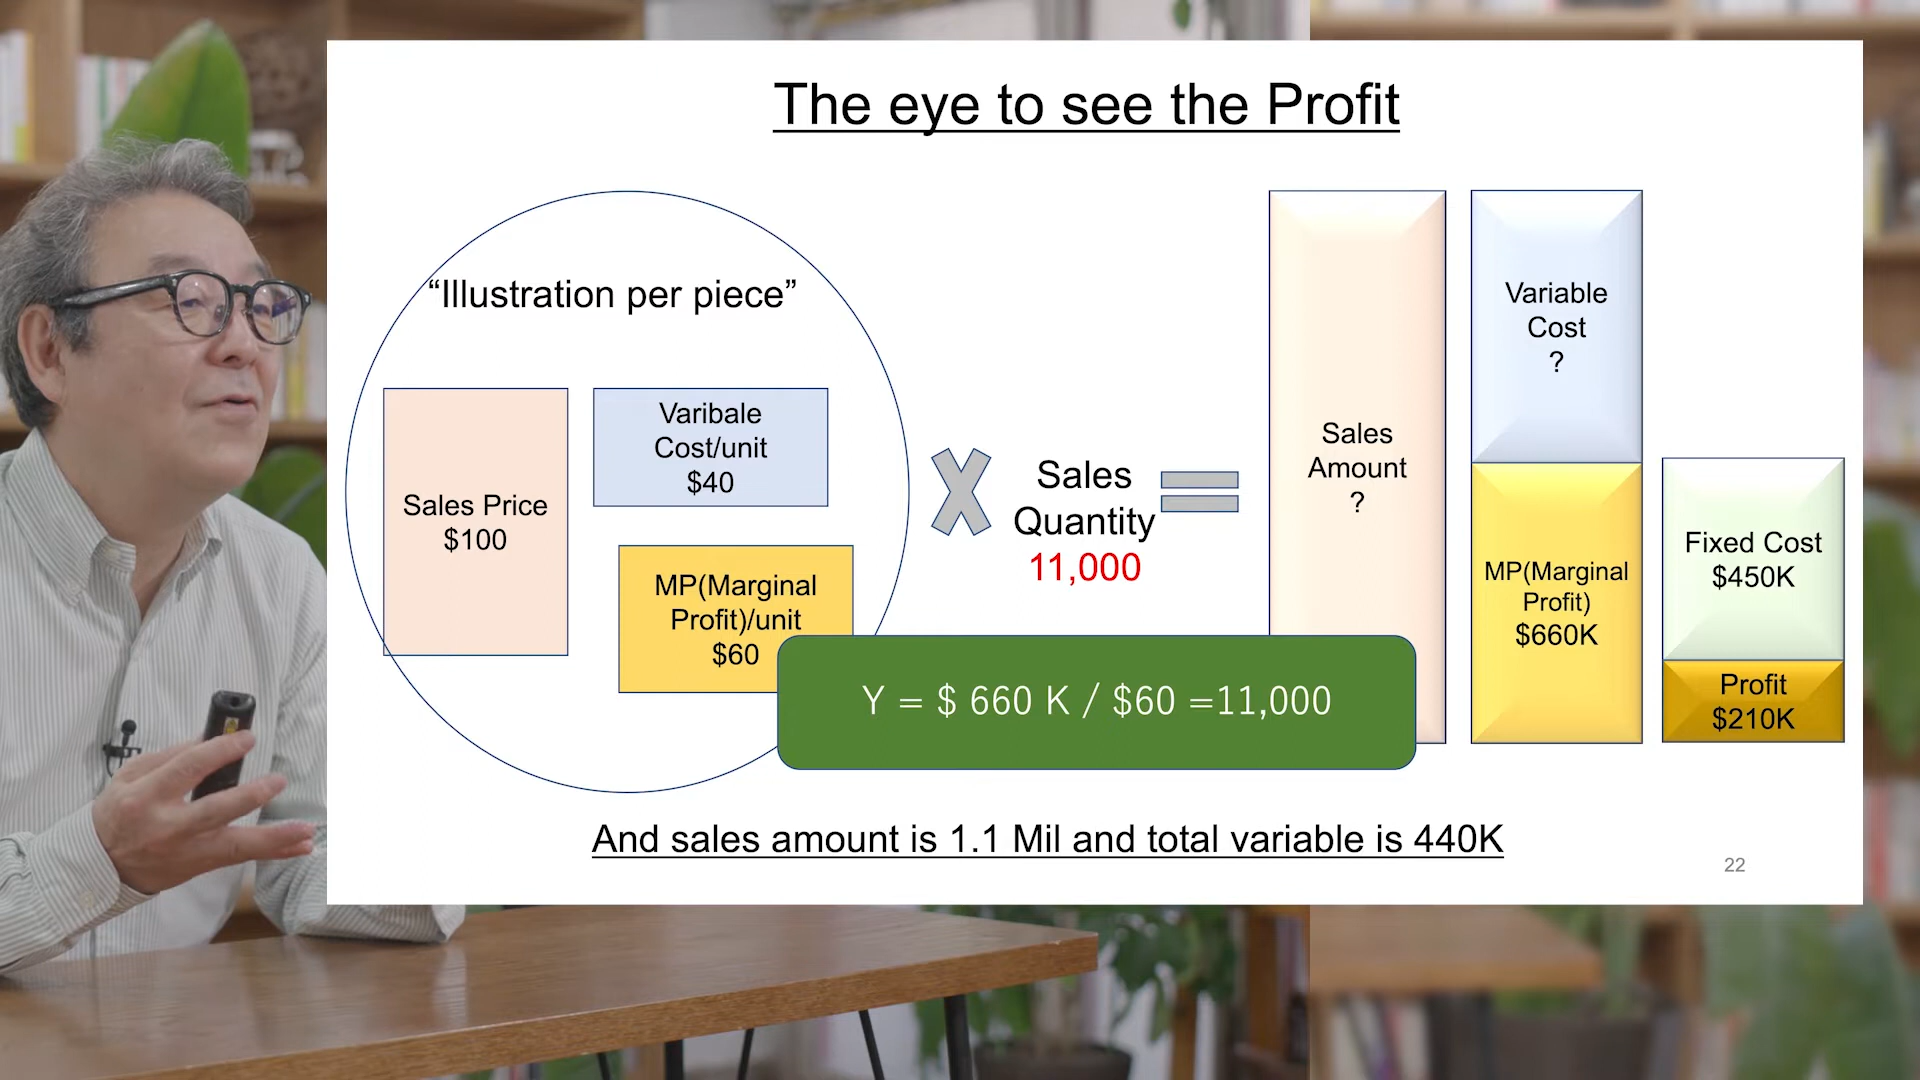 The eye to see the Profit
“Illustration per piece”
Sales Price
$100
Varibale
Cost/unit
$40
MP(Marginal
Profit)/unit
$60
Sales
Quantity
11,000
Sales
Amount
?
Variable
Cost
?
MP(Marginal
Profit)
$660K
Fixed Cost
$450K
Profit
$210K
Y = $ 660 K / $60 =11,000
And sales amount is 1.1 Mil and total variable is 440K
22